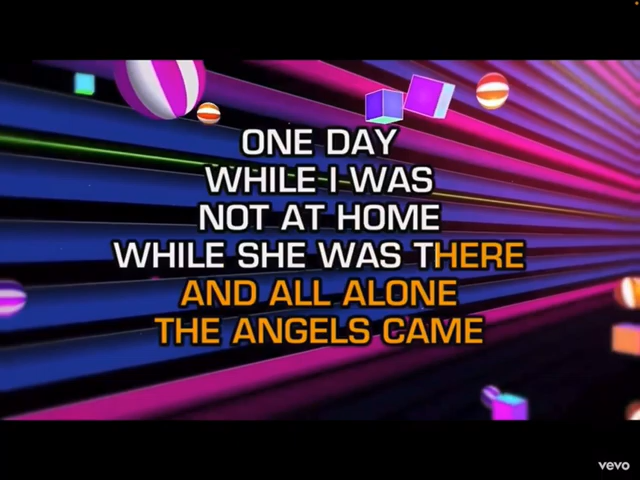 ONE DAY
WHILE I WAS
NOT AT HOME
WHILE SHE WAS THERE
AND ALL ALONE
THE ANGELS CAME
vevo